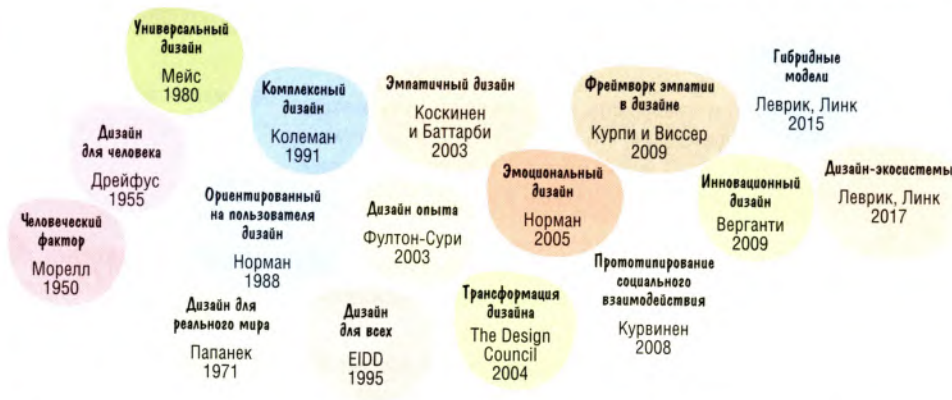 Универсальный
дизайн
Мейс
1980
Комплексный
дизайн
Колеман
1991
Эмпатичный дизайн
Коскинен
и Баттарби
2003
Фреймворк эмпатии
в дизайне
Курпи и Виссер
2009
Гибридные
модели
Леврик, Линк
2015
Дизайн
для человека
Дрейфус
1955
Человеческий
фактор
Морелл
1950
Ориентированный
на пользователя
дизайн
Норман
1988
Дизайн опыта
Фултон-Сури
2003
Эмоциональный
дизайн
Норман
2005
Инновационный
дизайн
Верганти
2009
Дизайн-экосистемы
Леврик, Линк
2017
Дизайн для
реального мира
Папанек
1971
Дизайн
для всех
EIDD
1995
Трансформация
дизайна
The Design
Council
2004
Прототипирование
социального
взаимодействия
Курвинен
2008